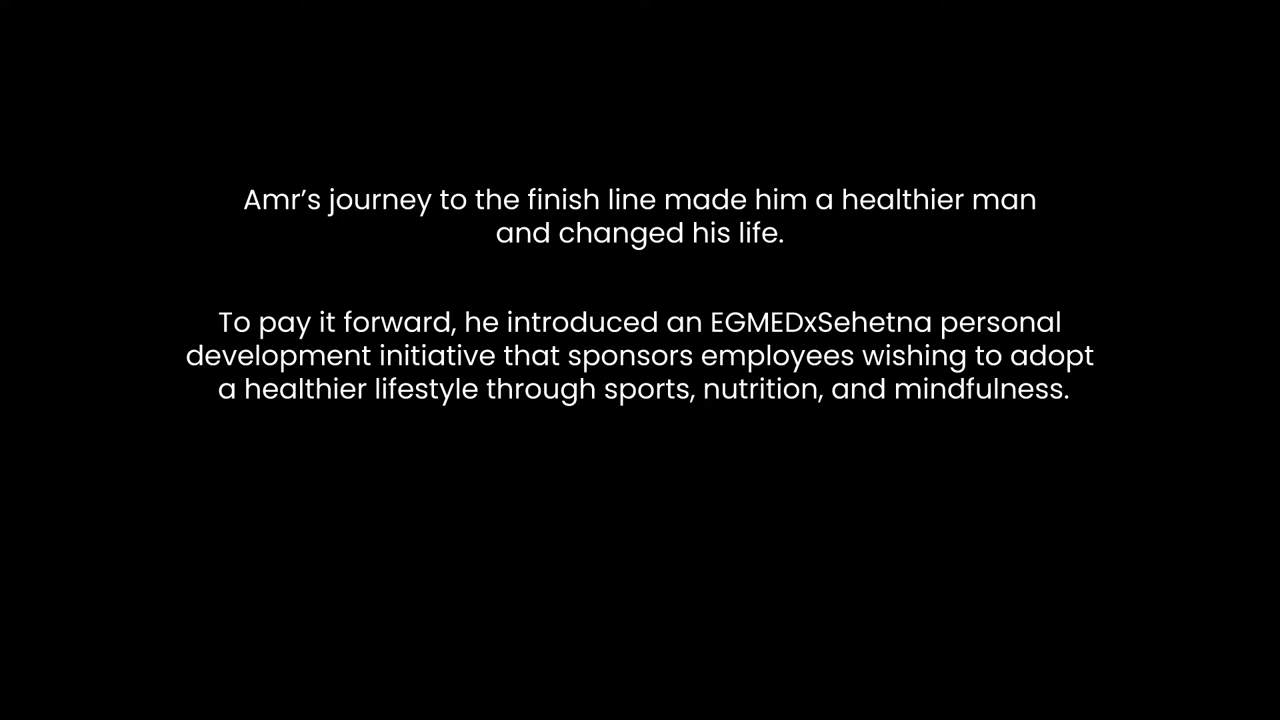 Amr’s journey to the finish line made him a healthier man
and changed his life.
To pay it forward, he introduced an EGMEDxSehetna personal
development initiative that sponsors employees wishing to adopt
a healthier lifestyle through sports, nutrition, and mindfulness.